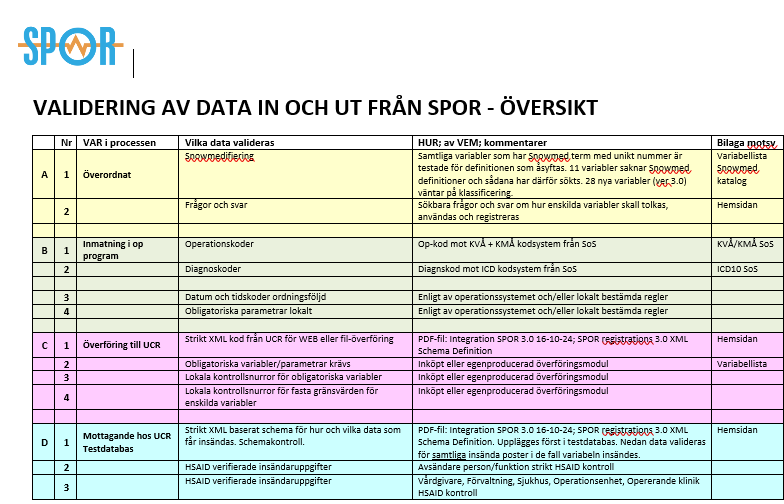 SPOR
VALIDERING AV DATA IN OCH UT FRÅN SPOR - ÖVERSIKT
Nr VAR i processen Vilka data valideras HUR; av VEM; kommentarer Bilaga motsv
A 1 Överordnat Snowmedifiering Samtliga variabler som har Snowmed term med unikt nummer är Variabellista
testade för definitionen som åsyftas. 11 variabler saknar Snowmed Snowmed
definitioner och sådana har därför sökts. 28 nya variabler (ver 3.0) katalog
väntar på klassificering.
2 Frågor och svar Sökbara frågor och svar om hur enskilda variabler skall tolkas, Hemsidan
användas och registreras
B 1 Inmatning i op Operationskoder Op-kod mot KVÅ + KMÅ kodsystem från SoS KVÅ/KMÅ SoS
program
2 Diagnoskoder Diagnskod mot ICD kodsystem från SoS ICD10 SoS
3 Datum och tidskoder ordningsföljd Enligt av operationssystemet och/eller lokalt bestämda regler
4 Obligatoriska parametrar lokalt Enligt av operationssystemet och/eller lokalt bestämda regler
C 1 Överföring till UCR Strikt XML kod från UCR för WEB eller fil-överföring PDF-fil: Integration SPOR 3.0 16-10-24; SPOR registrations 3.0 XML Hemsidan
Schema Definition
2 Obligatoriska variabler/parametrar krävs Inköpt eller egenproducerad överföringsmodul Variabellista
3 Lokala kontrollsnurror för obligatoriska variabler Inköpt eller egenproducerad överföringsmodul
4 Lokala kontrollsnurror för fasta gränsvärden för Inköpt eller egenproducerad överföringsmodul
enskilda variabler
D 1 Mottagande hos UCR Strikt XML baserat schema för hur och vilka data som PDF-fil: Integration SPOR 3.0 16-10-24; SPOR registrations 3.0 XML Hemsidan
Testdatabas får insändas. Schemakontroll. Schema Definition. Upplägges först i testdatabas. Nedan data valideras
för samtliga insända poster i de fall variabeln insändes.
2 HSAID verifierade insändaruppgifter Avsändare person/funktion strikt HSAID kontroll
3 HSAID verifierade insändaruppgifter Vårdgivare, Förvaltning, Sjukhus, Operationsenhet, Opererande klinik
HSAID kontroll